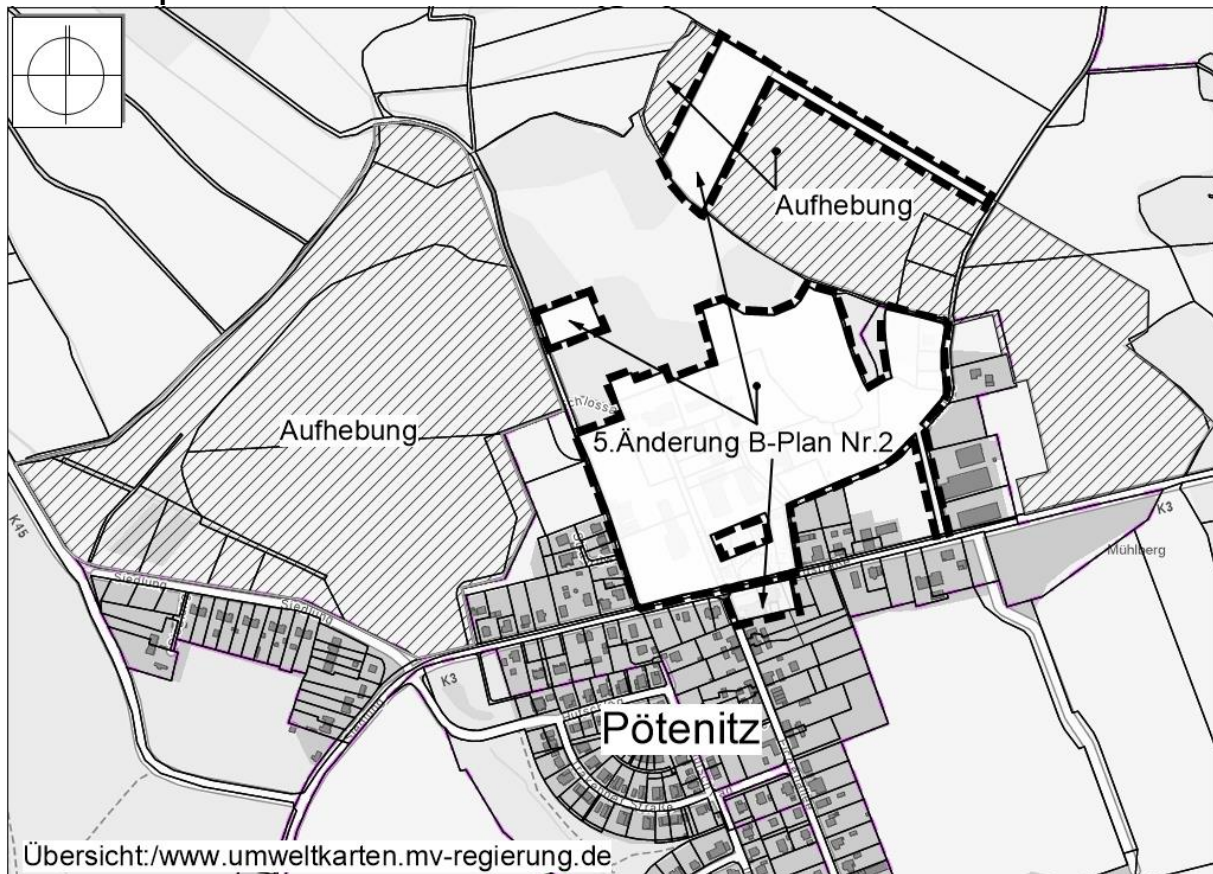 Aufhebung
chlosse
Aufhebung
5.Änderung B-Plan Nr.2
K45
K3
Mühlberg
Siedlung
Siedlung
K3
Pötenitz
Übersicht:/www.umweltkarten.mv-regierung.de